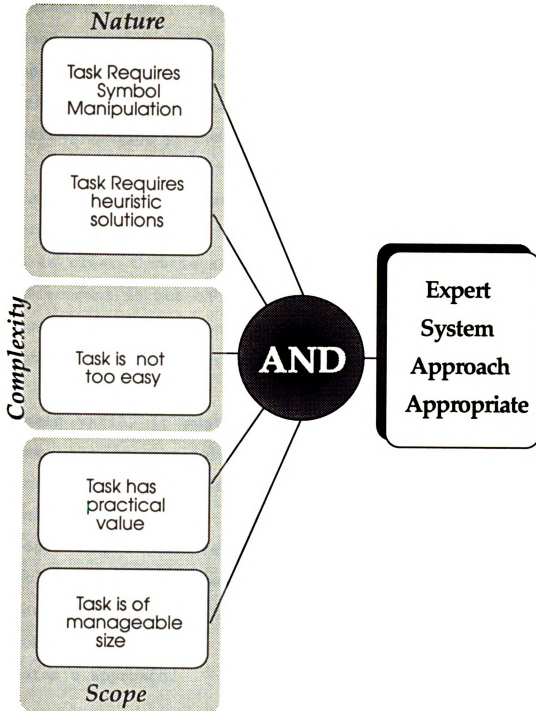 Nature
Task Requires
Symbol
Manipulation
Task Requires
heuristic
solutions
Complexity
Task is not
too easy
Task has
practical
value
Task is of
manageable
size
Scope
AND
Expert
System
Approach
Appropriate